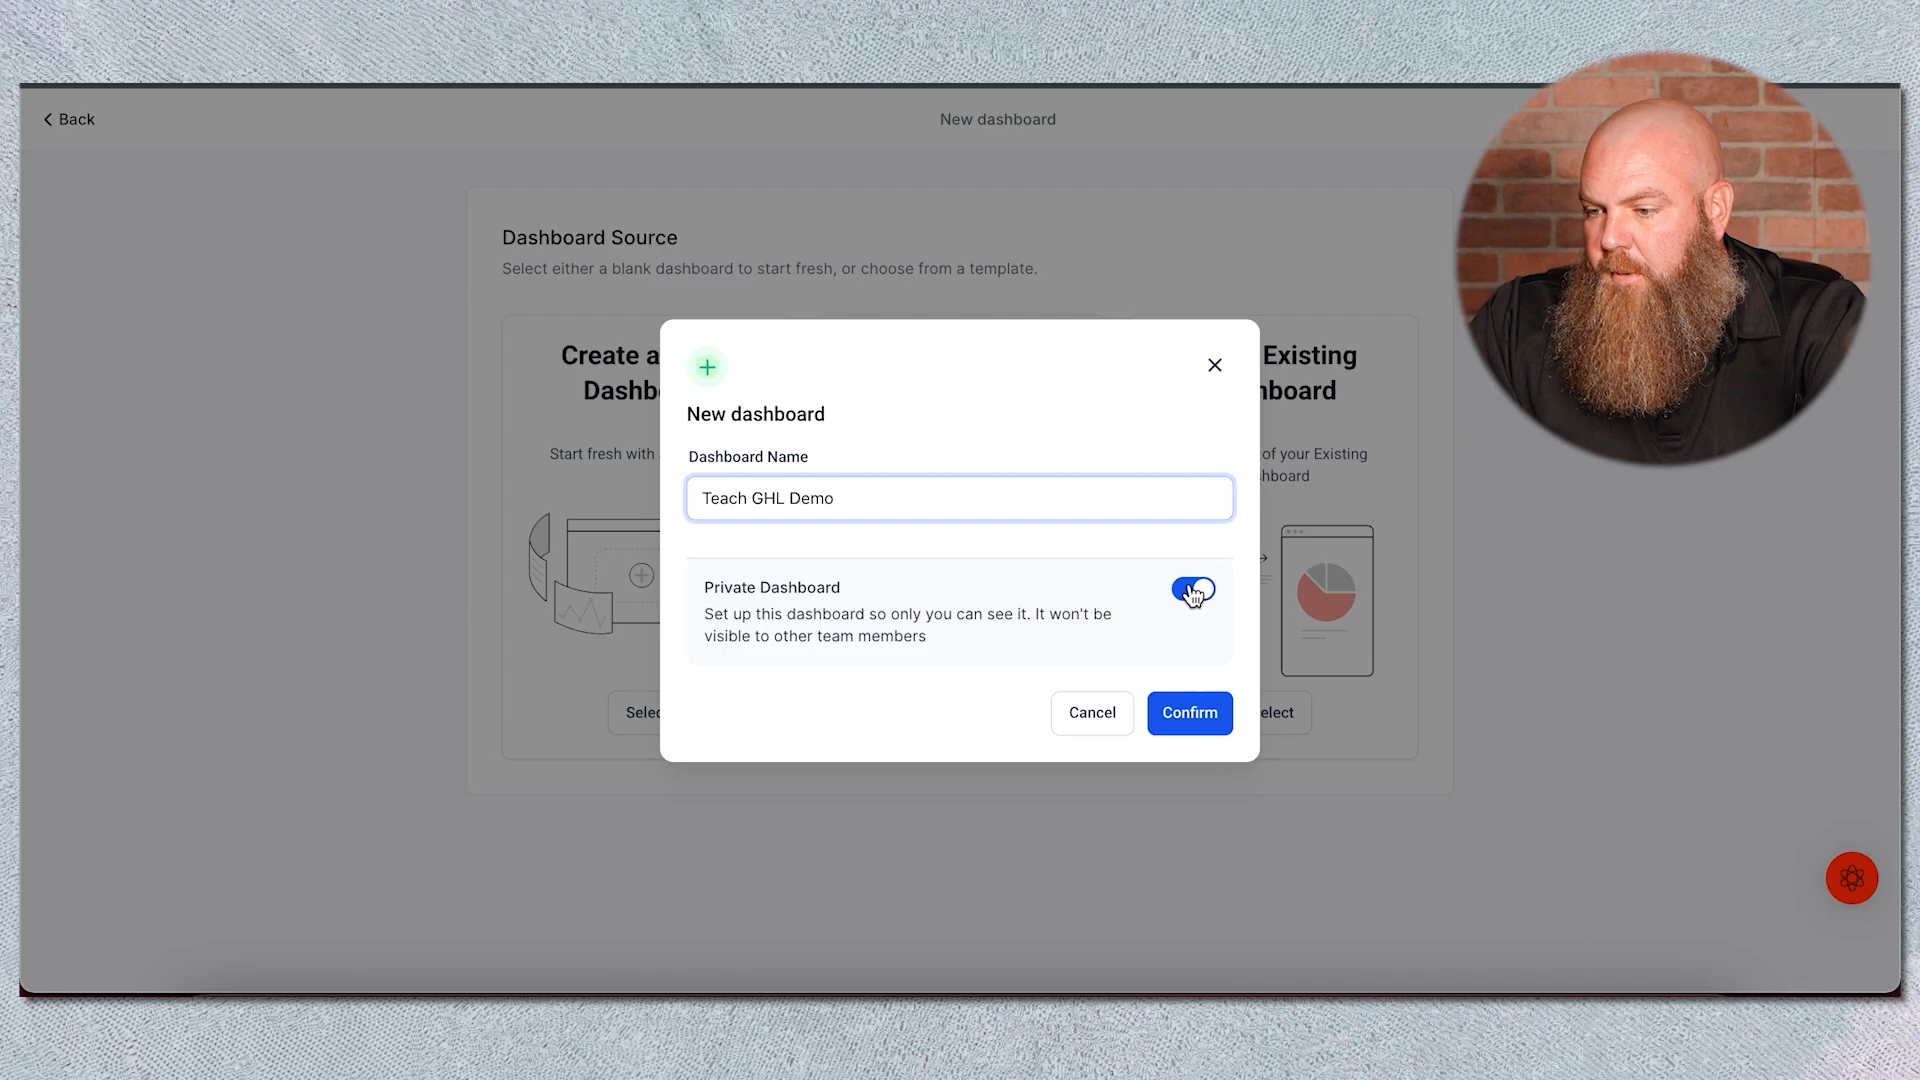 Back
New dashboard
Dashboard Source
Select either a blank dashboard to start fresh, or choose from a template.
Create a
Dashb
Existing
hboard
Start fresh with
of your Existing
hboard
Selec
elect
New dashboard
Dashboard Name
Teach GHL Demo
Private Dashboard
Set up this dashboard so only you can see it. It won't be
visible to other team members
Cancel
Confirm